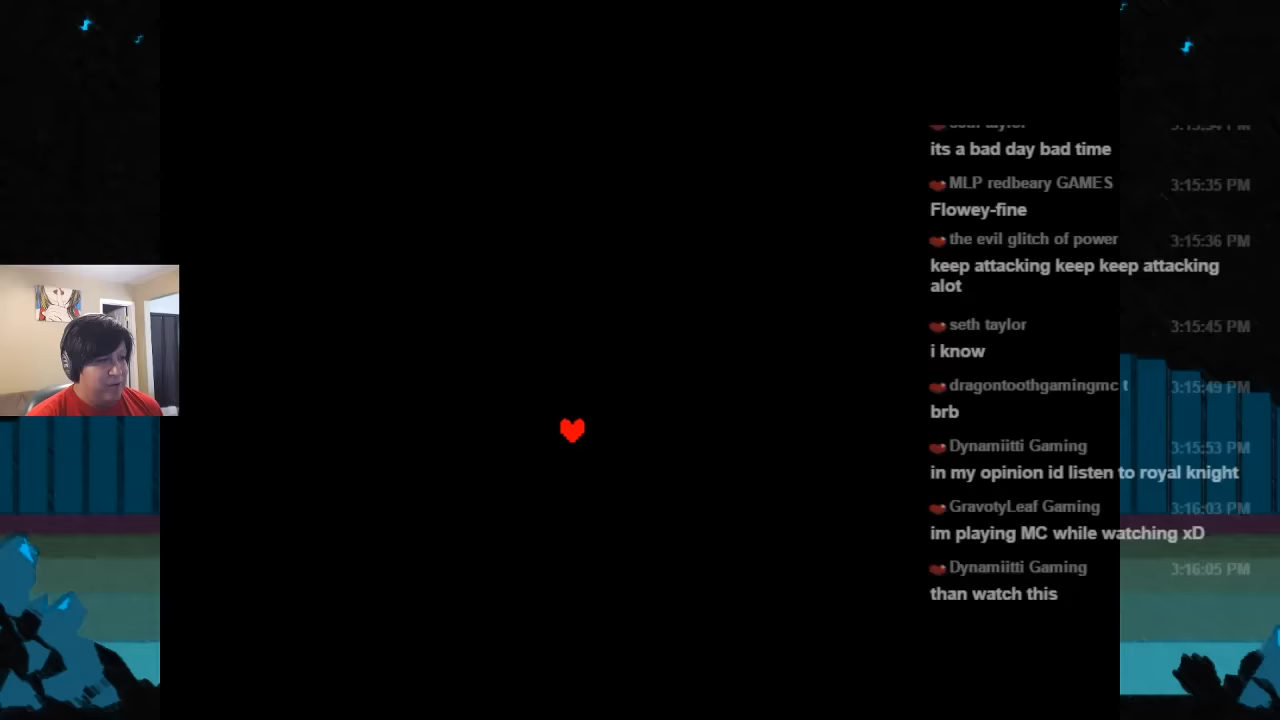 its a bad day bad time
MLP redbeary GAMES 3:15:35 PM
Flowey-fine
the evil glitch of power 3:15:36 PM
keep attacking keep keep attacking
alot
seth taylor 3:15:45 PM
i know
dragontoothgamingmc t 3:15:49 PM
brb
Dynamiitti Gaming 3:15:53 PM
in my opinion id listen to royal knight
GravotyLeaf Gaming 3:16:03 PM
im playing MC while watching xD
Dynamiitti Gaming 3:16:05 PM
than watch this